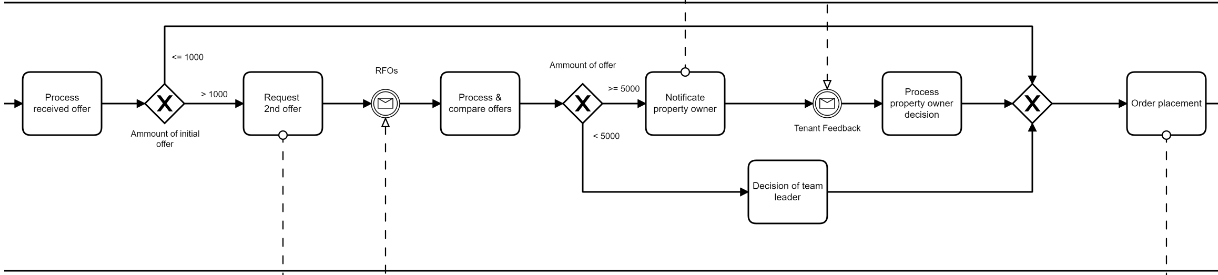 <= 1000
Process
received offer
> 1000
Ammount of initial
offer
Request
2nd offer
RFOs
Process &
compare offers
Ammount of offer
>= 5000
< 5000
Notificate
property owner
Tenant Feedback
Process
property owner
decision
Decision of team
leader
Order placement